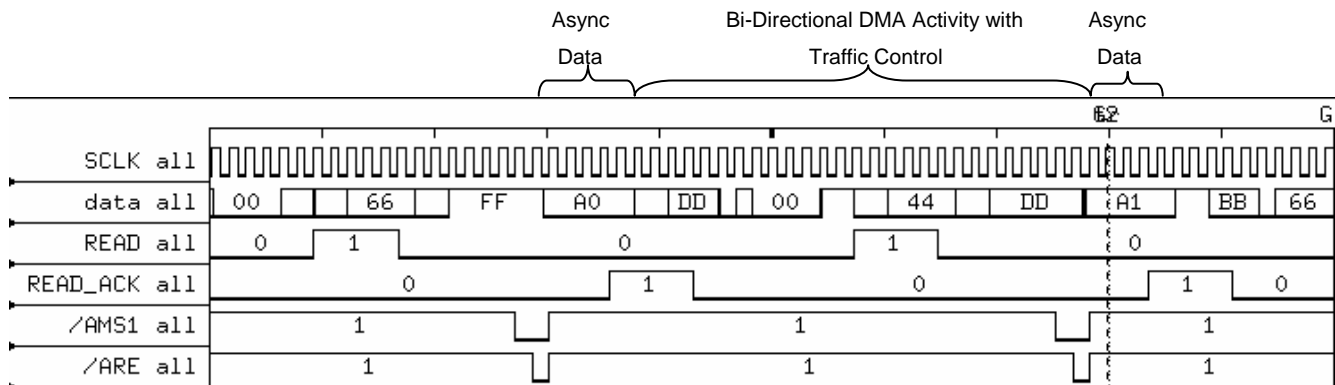 Async Data
Bi-Directional DMA Activity with Traffic Control
Async Data
G
SCLK all
data all 00 66 FF A0 DD 00 44 DD A1 BB 66
READ all 0 1 0 1 0
READ_ACK all 0 1 0 1 0
/AMS1 all 1 1 1
/ARE all 1 1 1